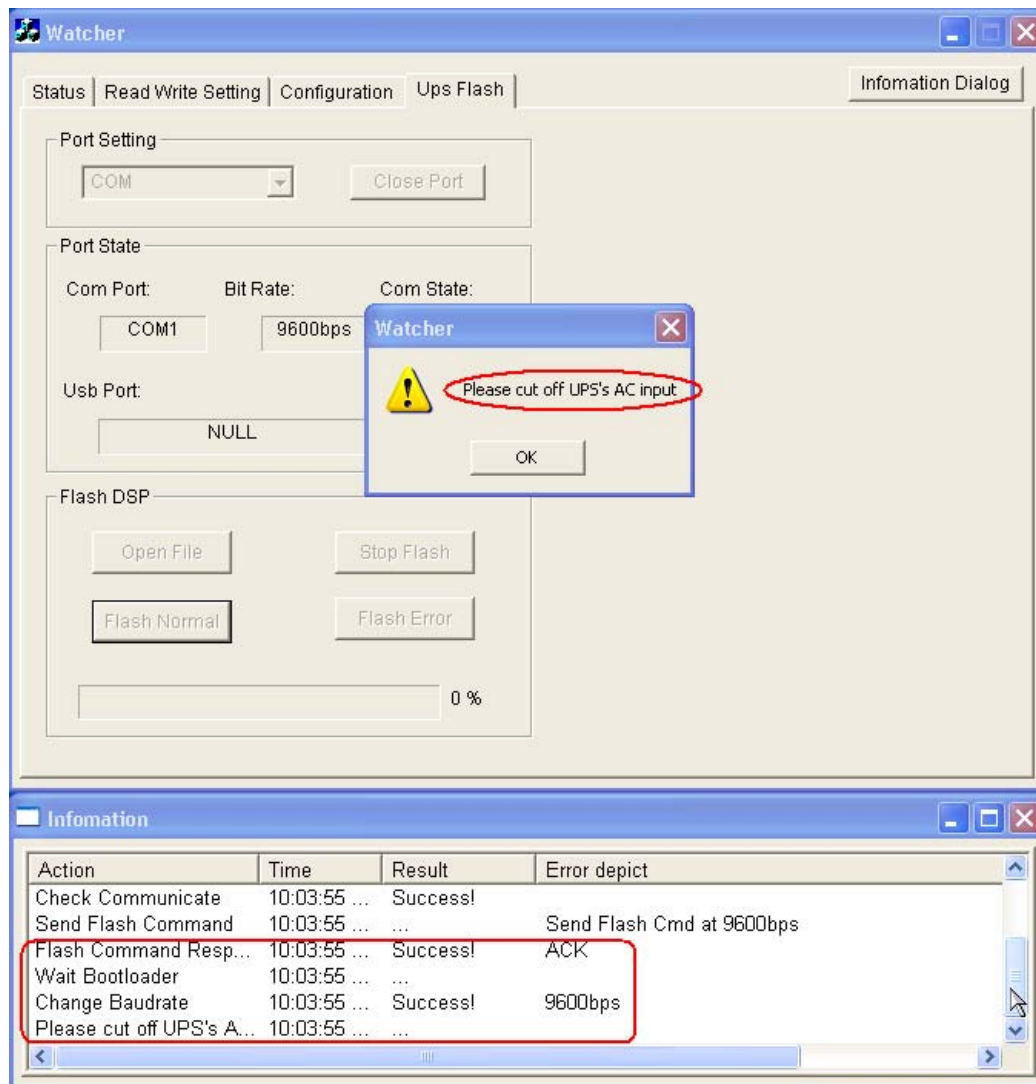 Watcher
Status Read Write Setting Configuration Ups Flash Infomation Dialog
Port Setting
COM Close Port
Port State
Com Port: Bit Rate: Com State:
COM1 9600bps
Usb Port:
NULL
Watcher
Please cut off UPS's AC input
OK
Flash DSP
Open File Stop Flash
Flash Normal Flash Error
0 %
Infomation
Action Time Result Error depict
Check Communicate 10:03:55 ... Success!
Send Flash Command 10:03:55 ... ... Send Flash Cmd at 9600bps
Flash Command Resp... 10:03:55 ... Success! ACK
Wait Bootloader 10:03:55 ... ...
Change Baudrate 10:03:55 ... Success! 9600bps
Please cut off UPS's A... 10:03:55 ... ...